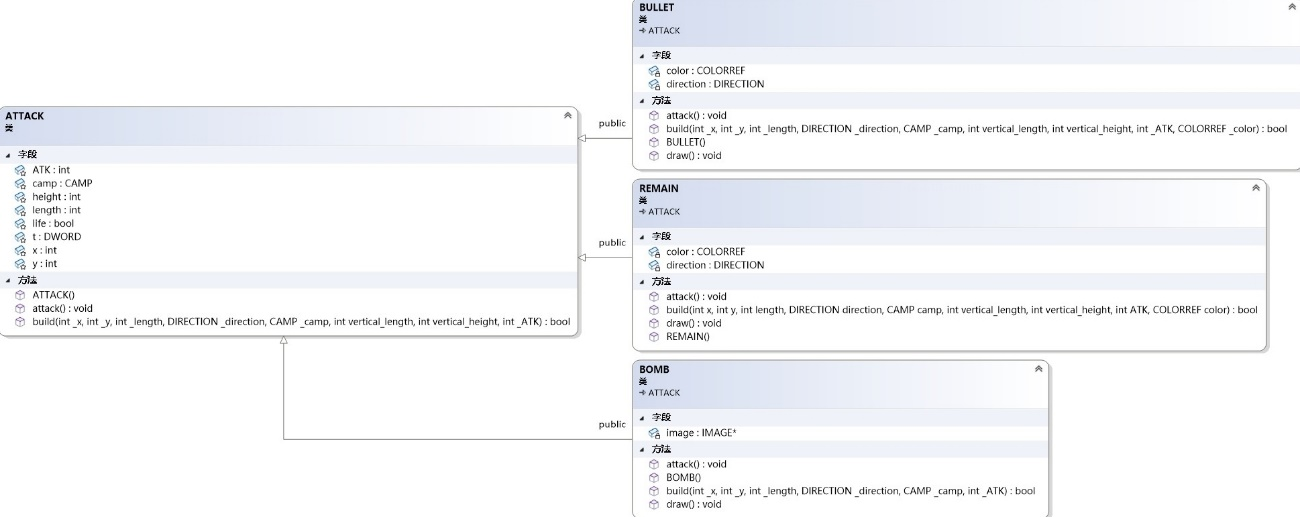 ATTACK
类
字段
ATK : int
camp : CAMP
height : int
length : int
life : bool
t : DWORD
x : int
y : int
方法
ATTACK()
attack() : void
build(int _x, int _y, int _length, DIRECTION _direction, CAMP _camp, int vertical_length, int vertical_height, int _ATK) : bool
public
public
public
BULLET
类
ATTACK
字段
color : COLORREF
direction : DIRECTION
方法
attack() : void
build(int _x, int _y, int _length, DIRECTION _direction, CAMP _camp, int vertical_length, int vertical_height, int _ATK, COLORREF _color) : bool
BULLET()
draw() : void
REMAIN
类
ATTACK
字段
color : COLORREF
direction : DIRECTION
方法
attack() : void
build(int x, int y, int length, DIRECTION direction, CAMP camp, int vertical_length, int vertical_height, int ATK, COLORREF color) : bool
draw() : void
REMAIN()
BOMB
类
ATTACK
字段
image : IMAGE*
方法
attack() : void
BOMB()
build(int _x, int _y, int _length, DIRECTION _direction, CAMP _camp, int _ATK) : bool
draw() : void